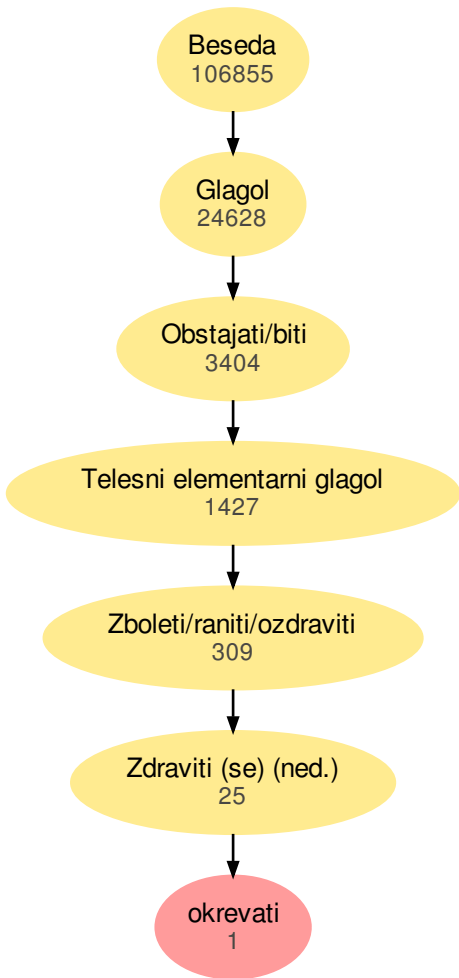 Beseda
106855
Glagol
24628
Obstajati/biti
3404
Telesni elementarni glagol
1427
Zboleti/raniti/ozdraviti
309
Zdraviti (se) (ned.)
25
okrevati
1